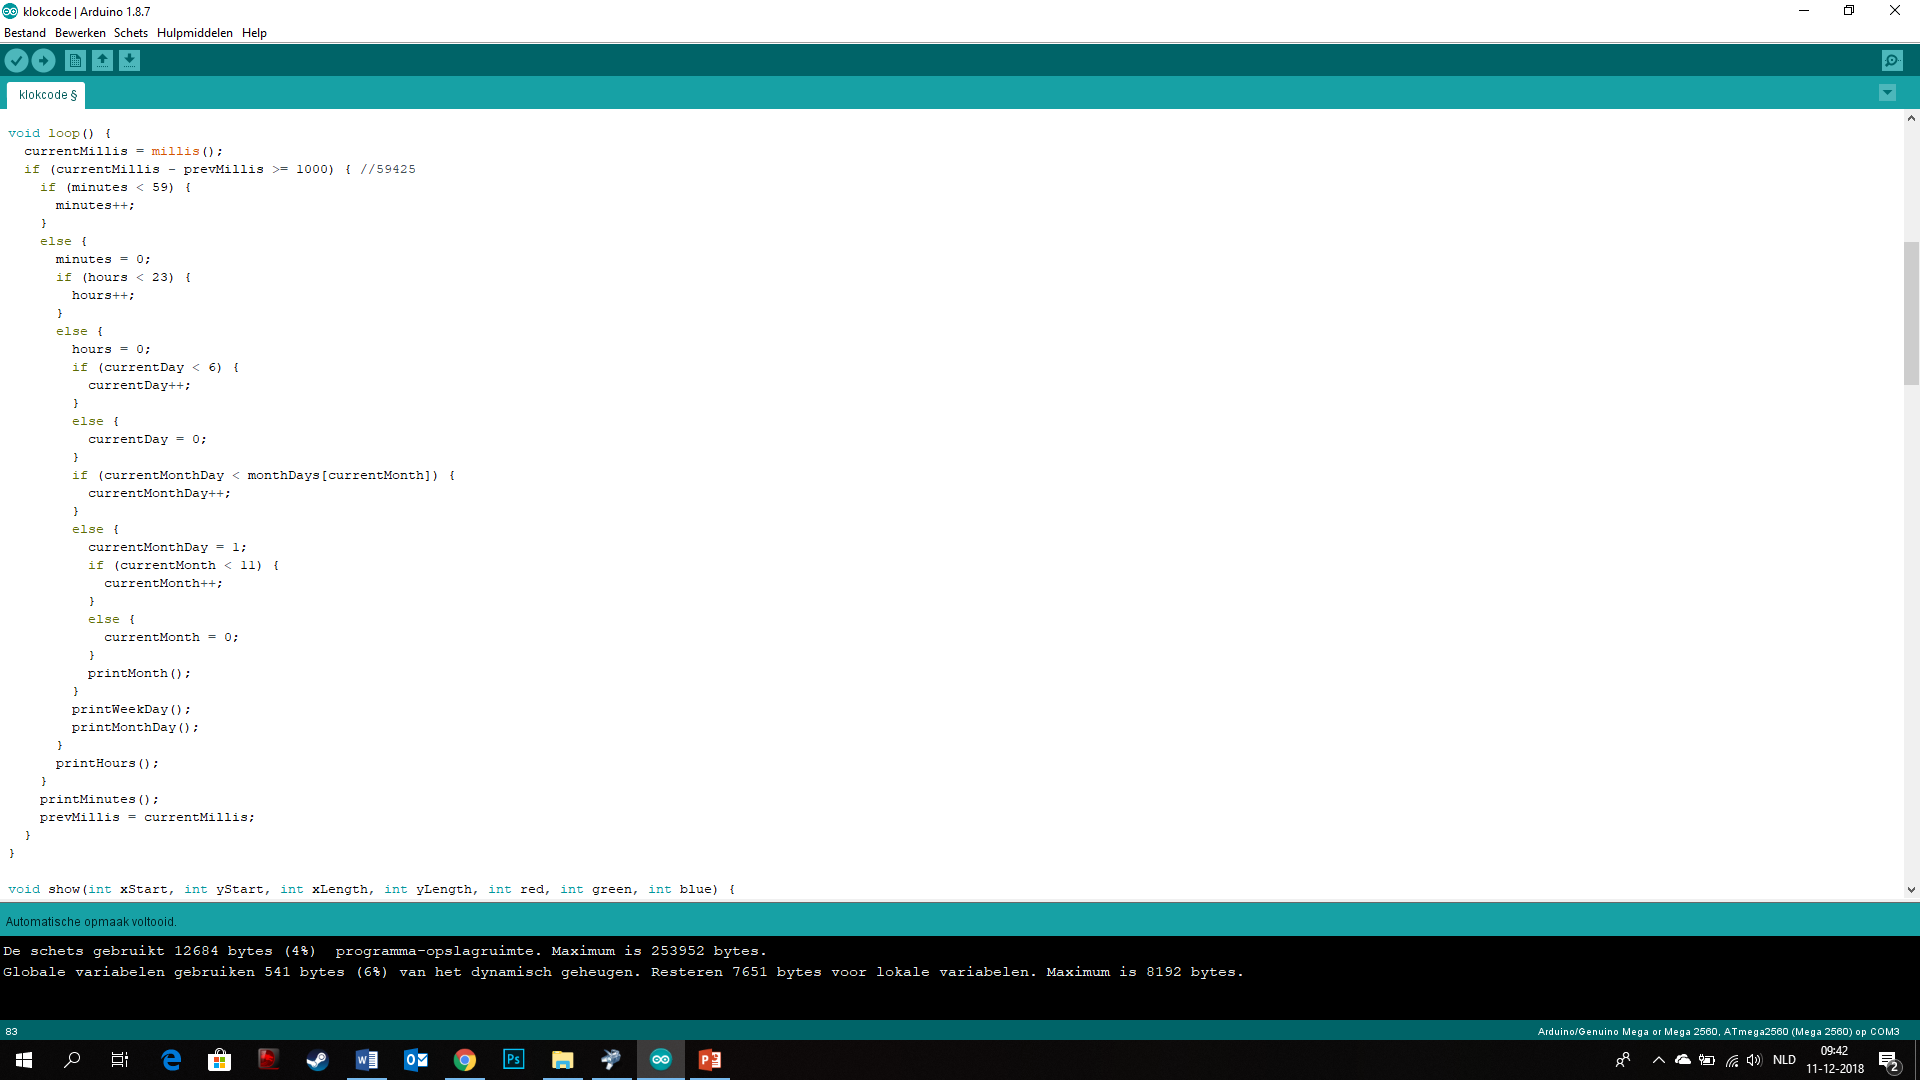 klokcode | Arduino 1.8.7
Bestand Bewerken Schets Hulpmiddelen Help
klokcode §
void loop() {
  currentMillis = millis();
  if (currentMillis - prevMillis >= 1000) { //59425
    if (minutes < 59) {
      minutes++;
    }
    else {
      minutes = 0;
      if (hours < 23) {
        hours++;
      }
      else {
        hours = 0;
        if (currentDay < 6) {
          currentDay++;
        }
        else {
          currentDay = 0;
        }
        if (currentMonthDay < monthDays[currentMonth]) {
          currentMonthDay++;
        }
        else {
          currentMonthDay = 1;
          if (currentMonth < 11) {
            currentMonth++;
          }
          else {
            currentMonth = 0;
          }
          printMonth();
        }
        printWeekDay();
        printMonthDay();
      }
      printHours();
    }
    printMinutes();
    prevMillis = currentMillis;
  }
}
void show(int xStart, int yStart, int xLength, int yLength, int red, int green, int blue) {
Automatische opmaak voltooid.
De schets gebruikt 12684 bytes (4%)  programma-opslagruimte. Maximum is 253952 bytes.
Globale variabelen gebruiken 541 bytes (6%) van het dynamisch geheugen. Resteren 7651 bytes voor lokale variabelen. Maximum is 8192 bytes.
83
Arduino/Genuino Mega or Mega 2560, ATmega2560 (Mega 2560) op COM3
Ps
NLD
09:42
11-12-2018
2